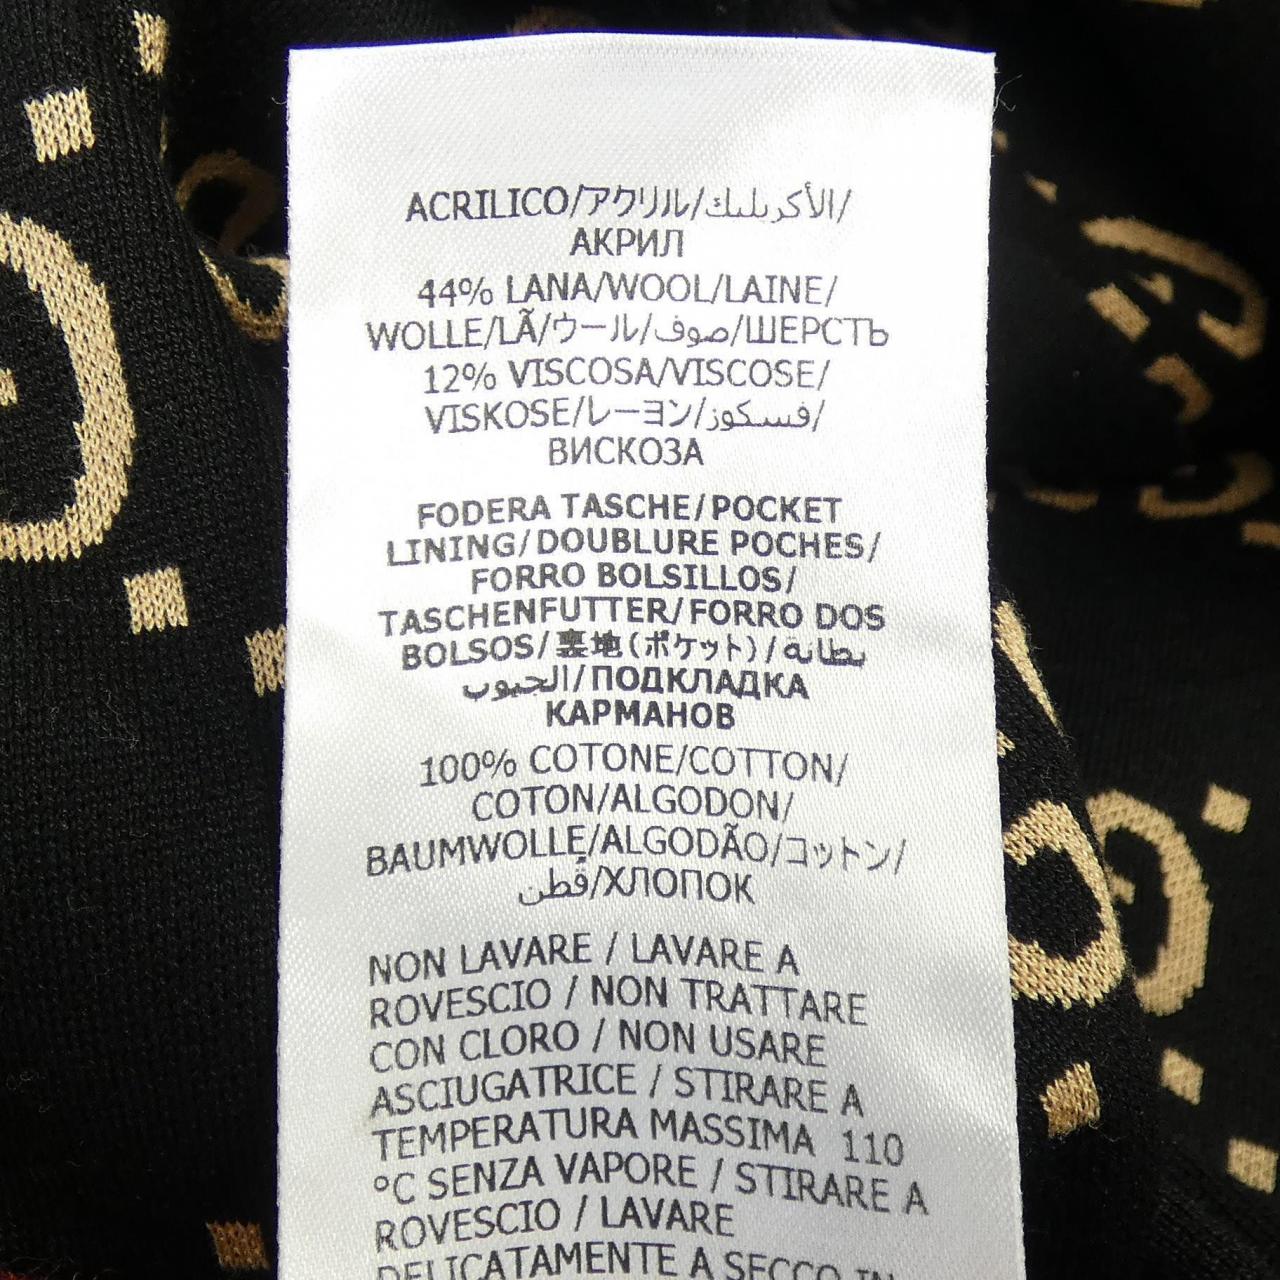 ACRILICO/アクリル/الأكريليك/
АКРИЛ
44% LANA/WOOL/LAINE/
WOLLE/LÃ/ウール/صوف/ШЕРСТЬ
12% VISCOSA/VISCOSE/
VISKOSE/レーヨン/فسكوز/
ВИСКОЗА
FODERA TASCHE/POCKET
LINING/DOUBLURE POCHES/
FORRO BOLSILLOS/
TASCHENFUTTER/FORRO DOS
BOLSOS/裏地(ポケット)/بطانة
الجيوب/ПОДКЛАДКА
КАРМАНОВ
100% COTONE/COTTON/
COTON/ALGODON/
BAUMWOLLE/ALGODÃO/コットン/
قطن/ХЛОПОК
NON LAVARE / LAVARE A
ROVESCIO / NON TRATTARE
CON CLORO / NON USARE
ASCIUGATRICE / STIRARE A
TEMPERATURA MASSIMA 110
°C SENZA VAPORE / STIRARE A
ROVESCIO / LAVARE
DELICATAMENTE A SECCO IN